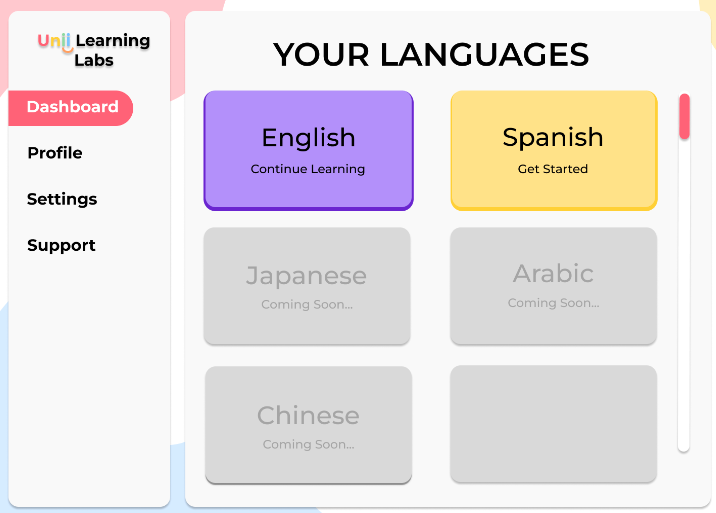 Unii Learning
Labs
Dashboard
Profile
Settings
Support
YOUR LANGUAGES
English
Continue Learning
Spanish
Get Started
Japanese
Coming Soon...
Arabic
Coming Soon...
Chinese
Coming Soon...